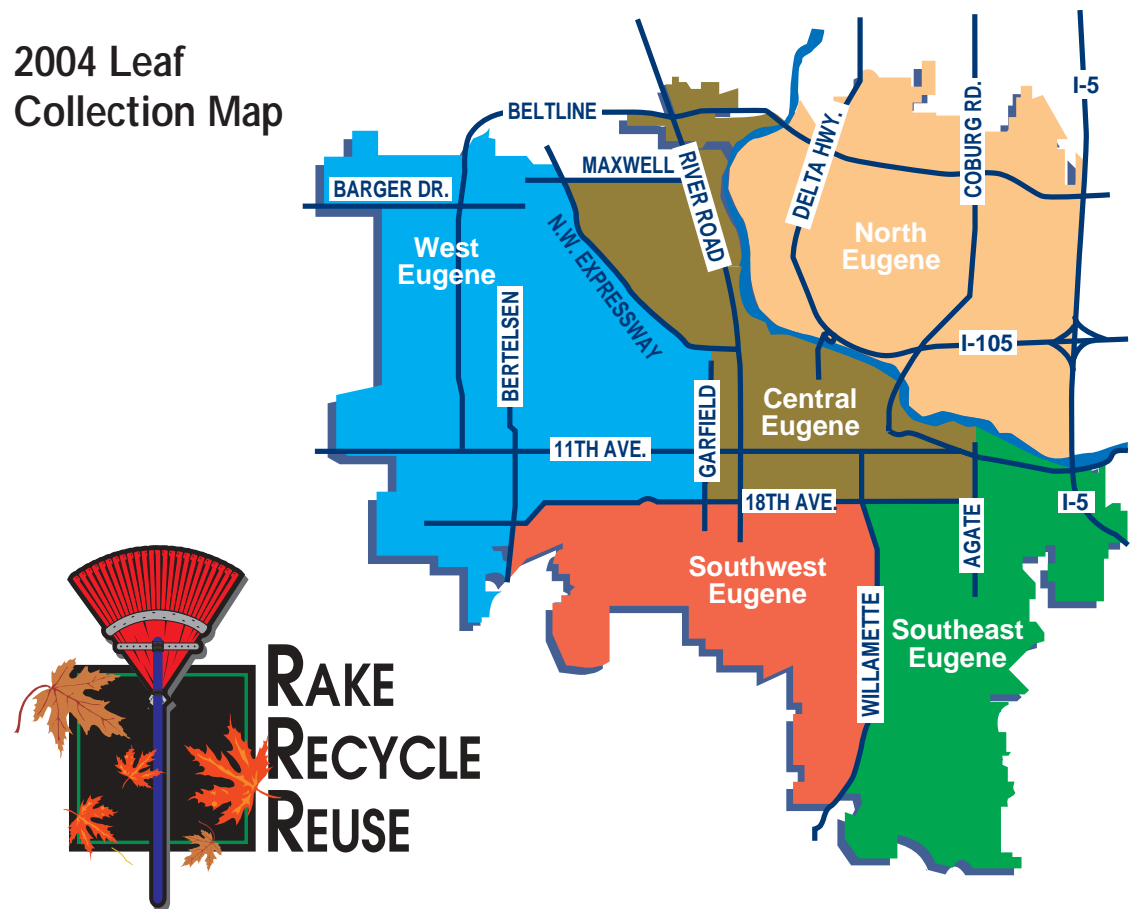 2004 Leaf
Collection Map
I-5
BELTLINE
COBURG RD.
DELTA HWY.
MAXWELL
RIVER ROAD
BARGER DR.
N.W. EXPRESSWAY
West
Eugene
North
Eugene
BERTELSEN
I-105
GARFIELD
Central
Eugene
11TH AVE.
18TH AVE.
I-5
AGATE
Southwest
Eugene
WILLAMETTE
Southeast
Eugene
RAKE
RECYCLE
REUSE